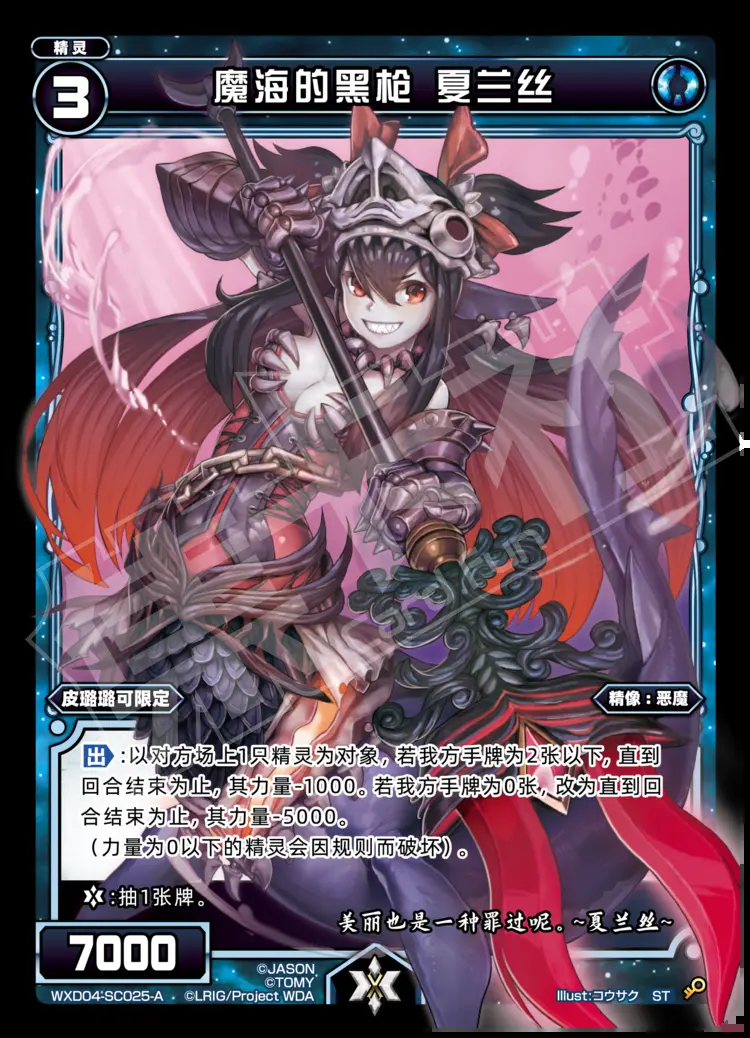 精灵
3
魔海的黑枪 夏兰丝
皮璐璐可限定
精像:恶魔
出:以对方场上1只精灵为对象, 若我方手牌为2张以下, 直到
回合结束为止, 其力量-1000。若我方手牌为0张, 改为直到回
合结束为止, 其力量-5000。
（力量为0以下的精灵会因规则而破坏）。
:抽1张牌。
美丽也是一种罪过呢。~夏兰丝~
7000
©JASON
©TOMY
WXD04-SC025-A ©LRIG/Project WDA
Illust:コウサク ST